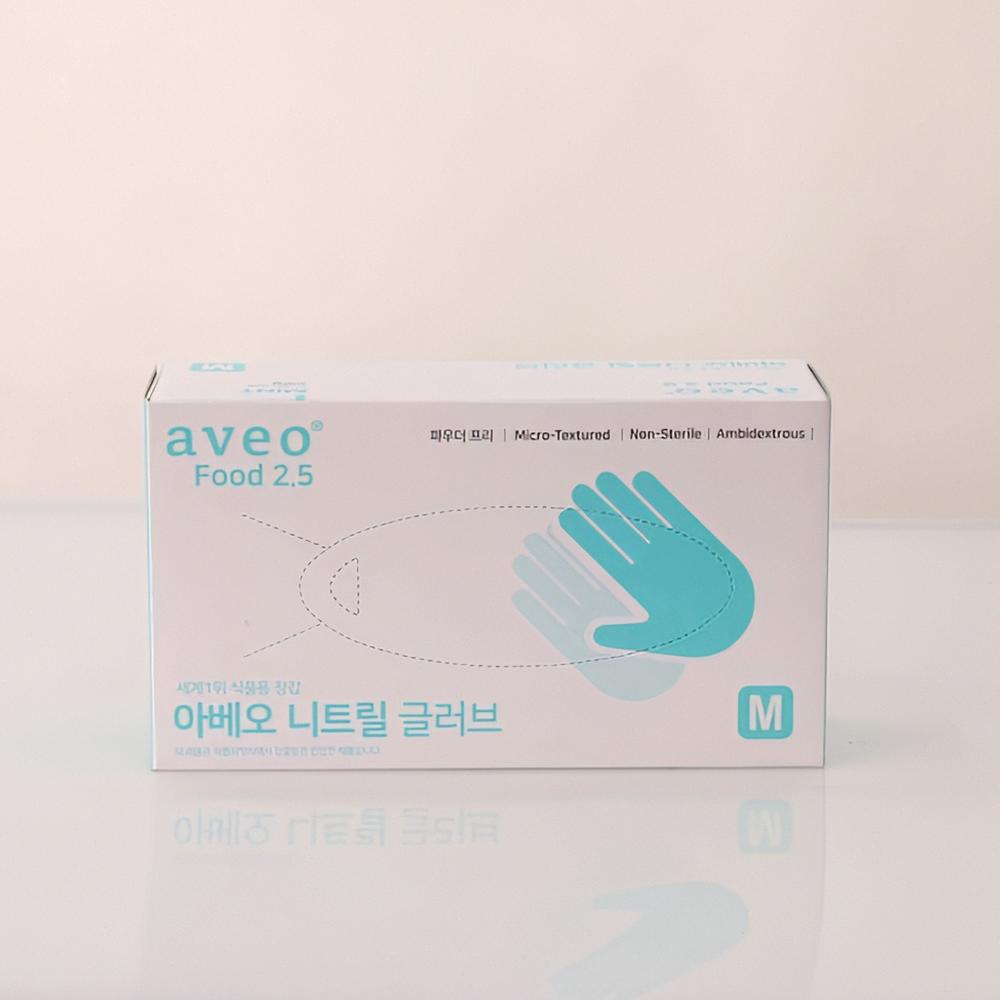 aveo®
Food 2.5
파우더 프리 | Micro-Textured | Non-Sterile | Ambidextrous |
세계1위 식품용 장갑
아베오 니트릴 글러브
M